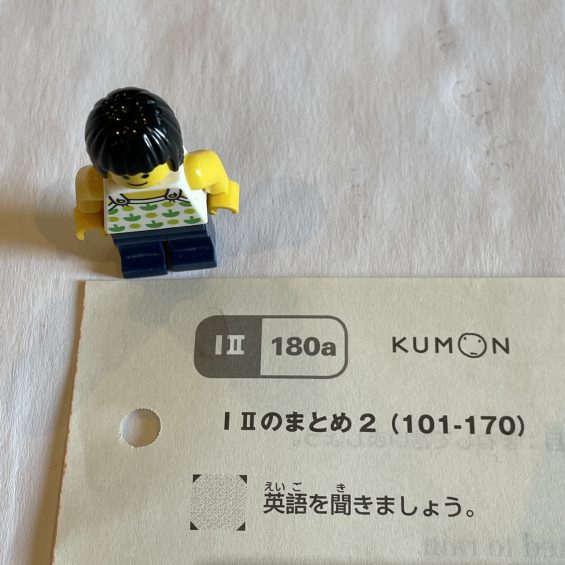 I II 180a KUMON
I IIのまとめ2 (101-170)
えいご き
英語を聞きましょう。